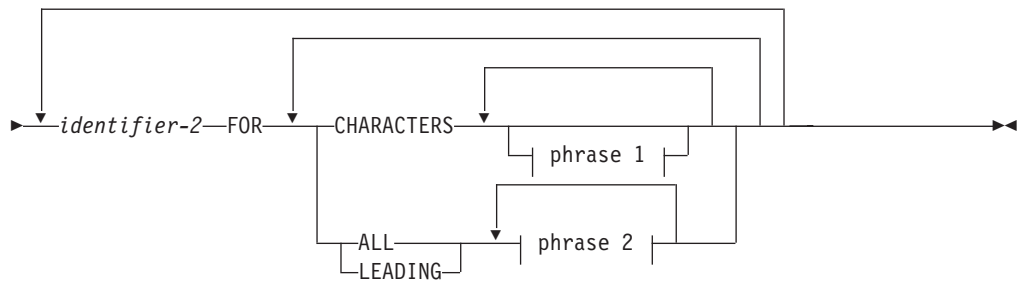 identifier-2 FOR CHARACTERS
phrase 1
ALL phrase 2
LEADING